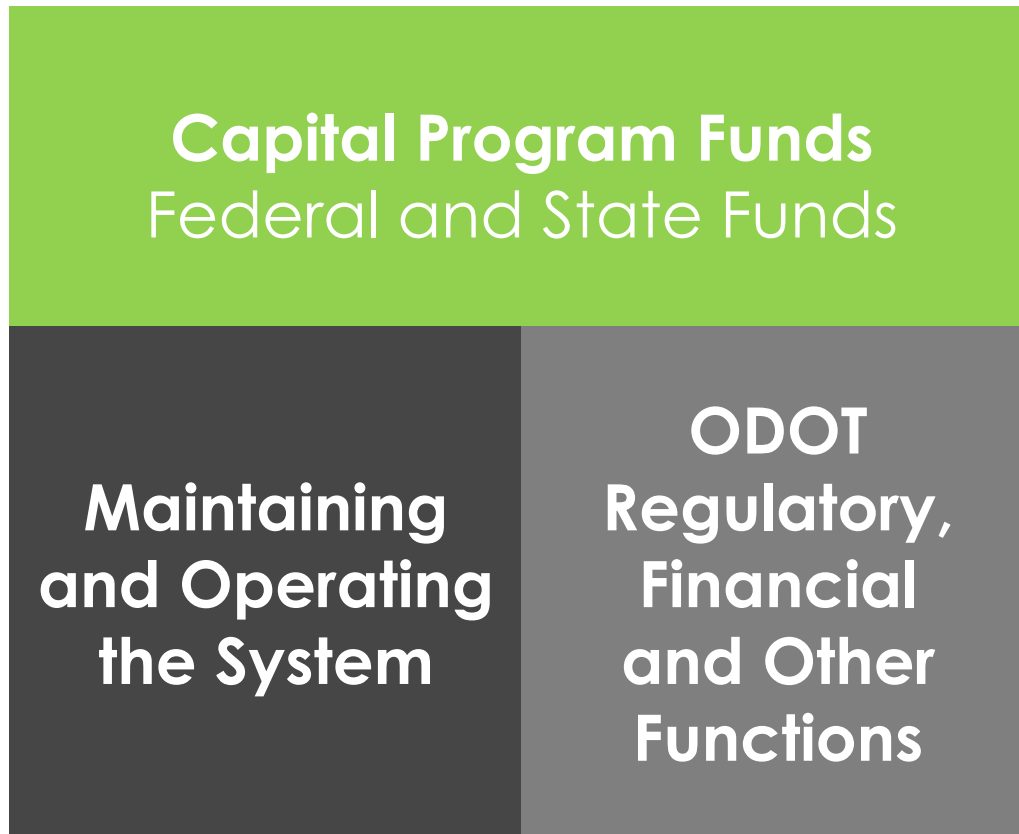 Capital Program Funds
Federal and State Funds
Maintaining
and Operating
the System
ODOT
Regulatory,
Financial
and Other
Functions